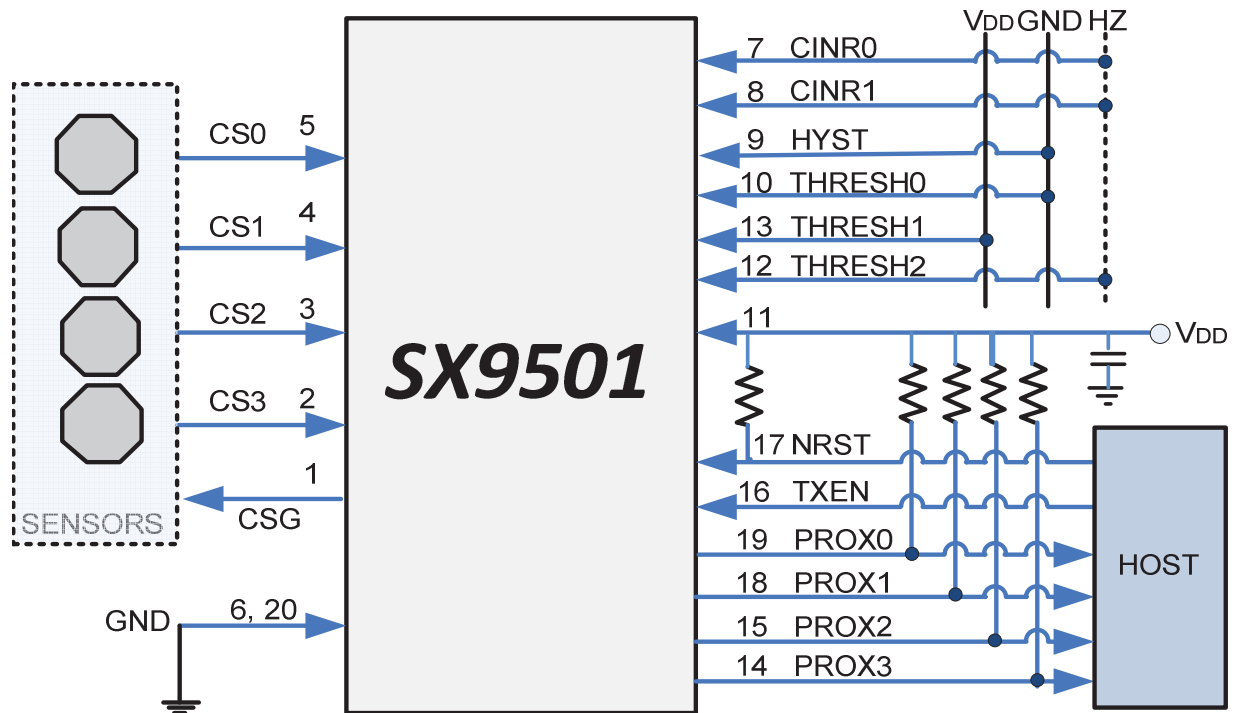 VDD GND HZ
7 CINR0
8 CINR1
9 HYST
10 THRESH0
13 THRESH1
12 THRESH2
11
VDD
CS0 5
CS1 4
CS2 3
CS3 2
1
CSG
SENSORS
GND
6, 20
SX9501
17 NRST
16 TXEN
19 PROX0
18 PROX1
15 PROX2
14 PROX3
HOST